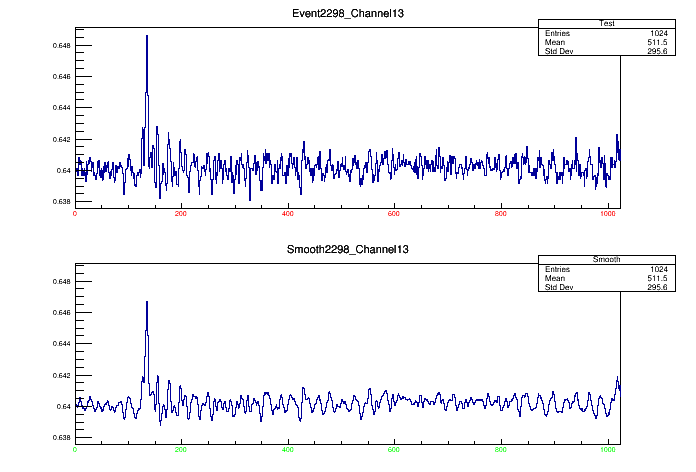 Event2298_Channel13
Test
Entries 1024
Mean 511.5
Std Dev 295.6
0.648
0.646
0.644
0.642
0.64
0.638
0 200 400 600 800 1000
Smooth2298_Channel13
Smooth
Entries 1024
Mean 511.5
Std Dev 295.6
0.648
0.646
0.644
0.642
0.64
0.638
0 200 400 600 800 1000